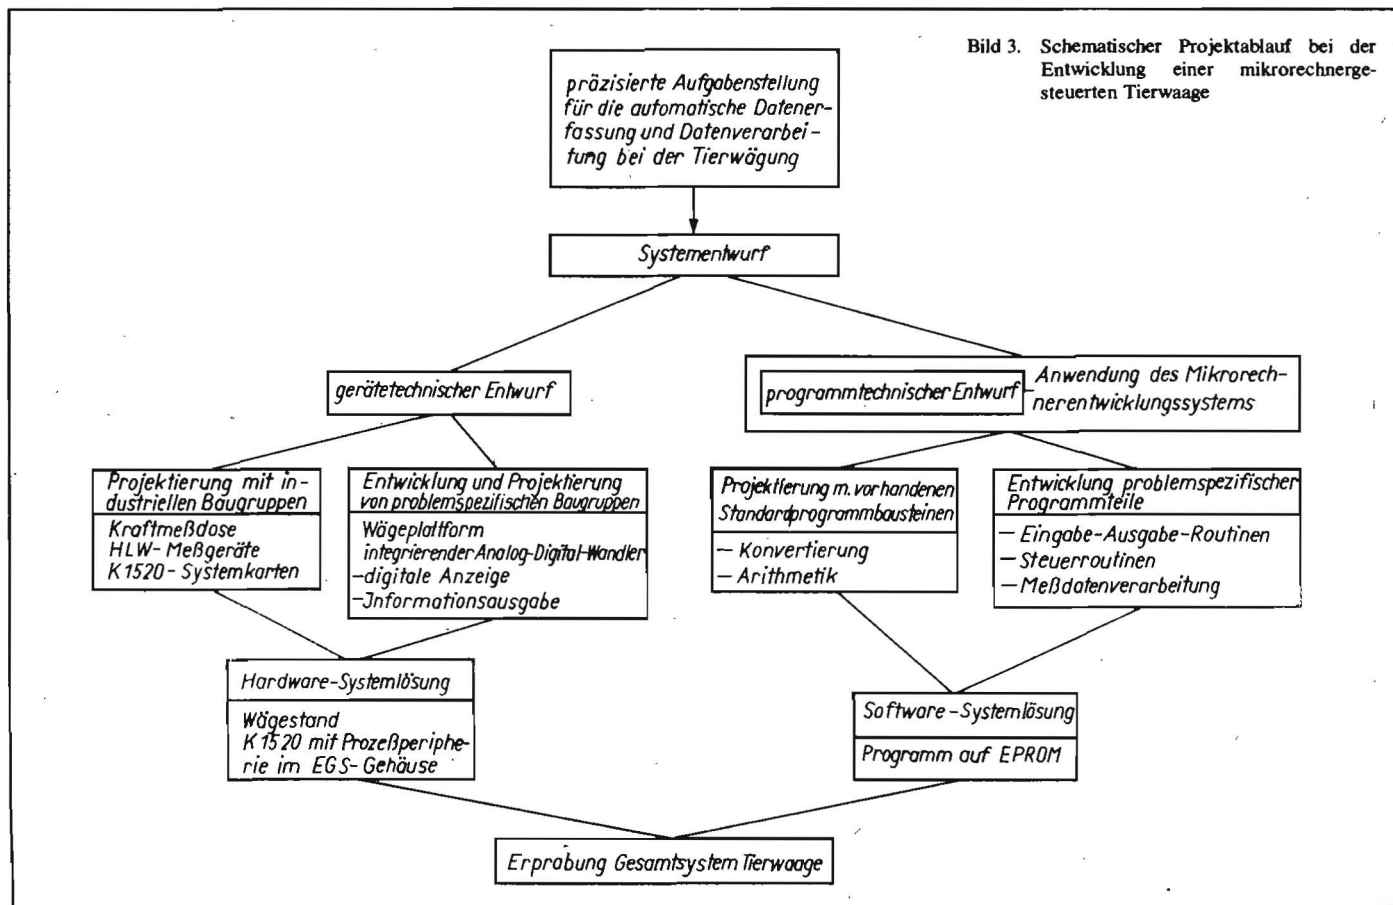 Bild 3. Schematischer Projektablauf bei der
Entwicklung einer mikrorechnerge-
steuerten Tierwaage
präzisierte Aufgabenstellung
für die automatische Datener-
fassung und Datenverarbei-
tung bei der Tierwägung
Systementwurf
gerätetechnischer Entwurf
programmtechnischer Entwurf
Anwendung des Mikrorech-
nerentwicklungssystems
Projektierung mit in-
dustriellen Baugruppen
Kraftmeßdose
HLW-Meßgeräte
K1520-Systemkarten
Entwicklung und Projektierung
von problemspezifischen Baugruppen
Wägeplattform
integrierender Analog-Digital-Wandler
-digitale Anzeige
-Informationsausgabe
Projektierung m. vorhandenen
Standardprogrammbausteinen
— Konvertierung
— Arithmetik
Entwicklung problemspezifischer
Programmteile
— Eingabe-Ausgabe-Routinen
— Steuerroutinen
— Meßdatenverarbeitung
Hardware-Systemlösung
Wägestand
K 1520 mit Prozeßperiphe-
rie im EGS-Gehäuse
Software-Systemlösung
Programm auf EPROM
Erprobung Gesamtsystem Tierwaage